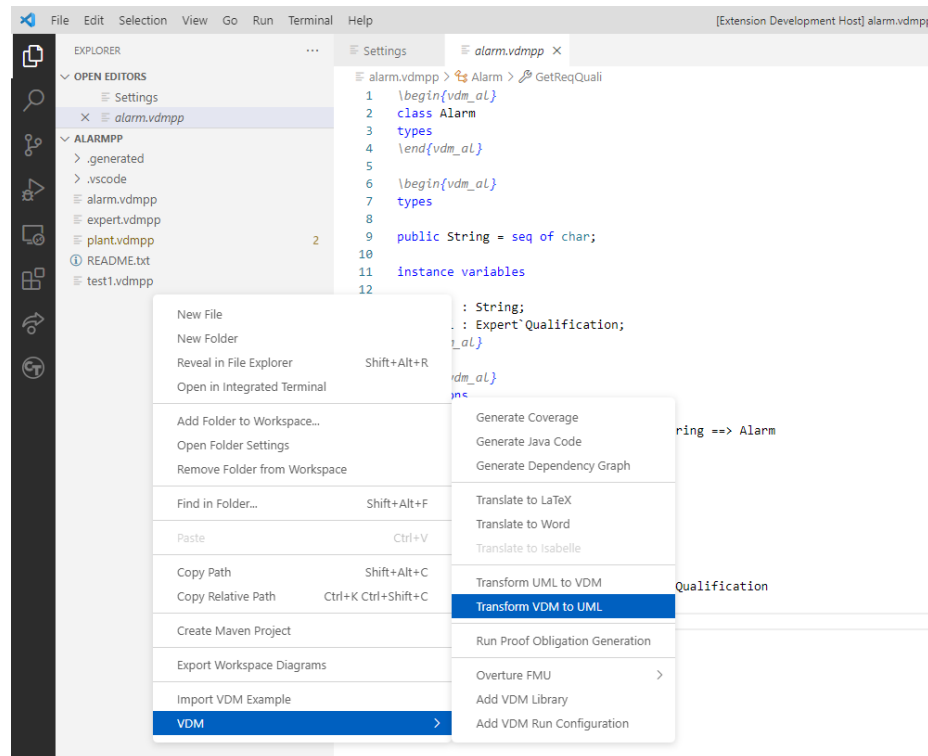 File Edit Selection View Go Run Terminal Help [Extension Development Host] alarm.vdmpp
EXPLORER ...
OPEN EDITORS
Settings
alarm.vdmpp
ALARMPP
.generated
.vscode
alarm.vdmpp
expert.vdmpp
plant.vdmpp 2
README.txt
test1.vdmpp
Settings alarm.vdmpp
alarm.vdmpp > Alarm > GetReqQuali
1 \begin{vdm_al}
2 class Alarm
3 types
4 \end{vdm_al}
5
6 \begin{vdm_al}
7 types
8
9 public String = seq of char;
10
11 instance variables
12
: String;
: Expert`Qualification;
_al}
vdm_al}
ons
ring ==> Alarm
Qualification
New File
New Folder
Reveal in File Explorer Shift+Alt+R
Open in Integrated Terminal
Add Folder to Workspace...
Open Folder Settings
Remove Folder from Workspace
Find in Folder... Shift+Alt+F
Paste Ctrl+V
Copy Path Shift+Alt+C
Copy Relative Path Ctrl+K Ctrl+Shift+C
Create Maven Project
Export Workspace Diagrams
Import VDM Example
VDM
Generate Coverage
Generate Java Code
Generate Dependency Graph
Translate to LaTeX
Translate to Word
Translate to Isabelle
Transform UML to VDM
Transform VDM to UML
Run Proof Obligation Generation
Overture FMU
Add VDM Library
Add VDM Run Configuration